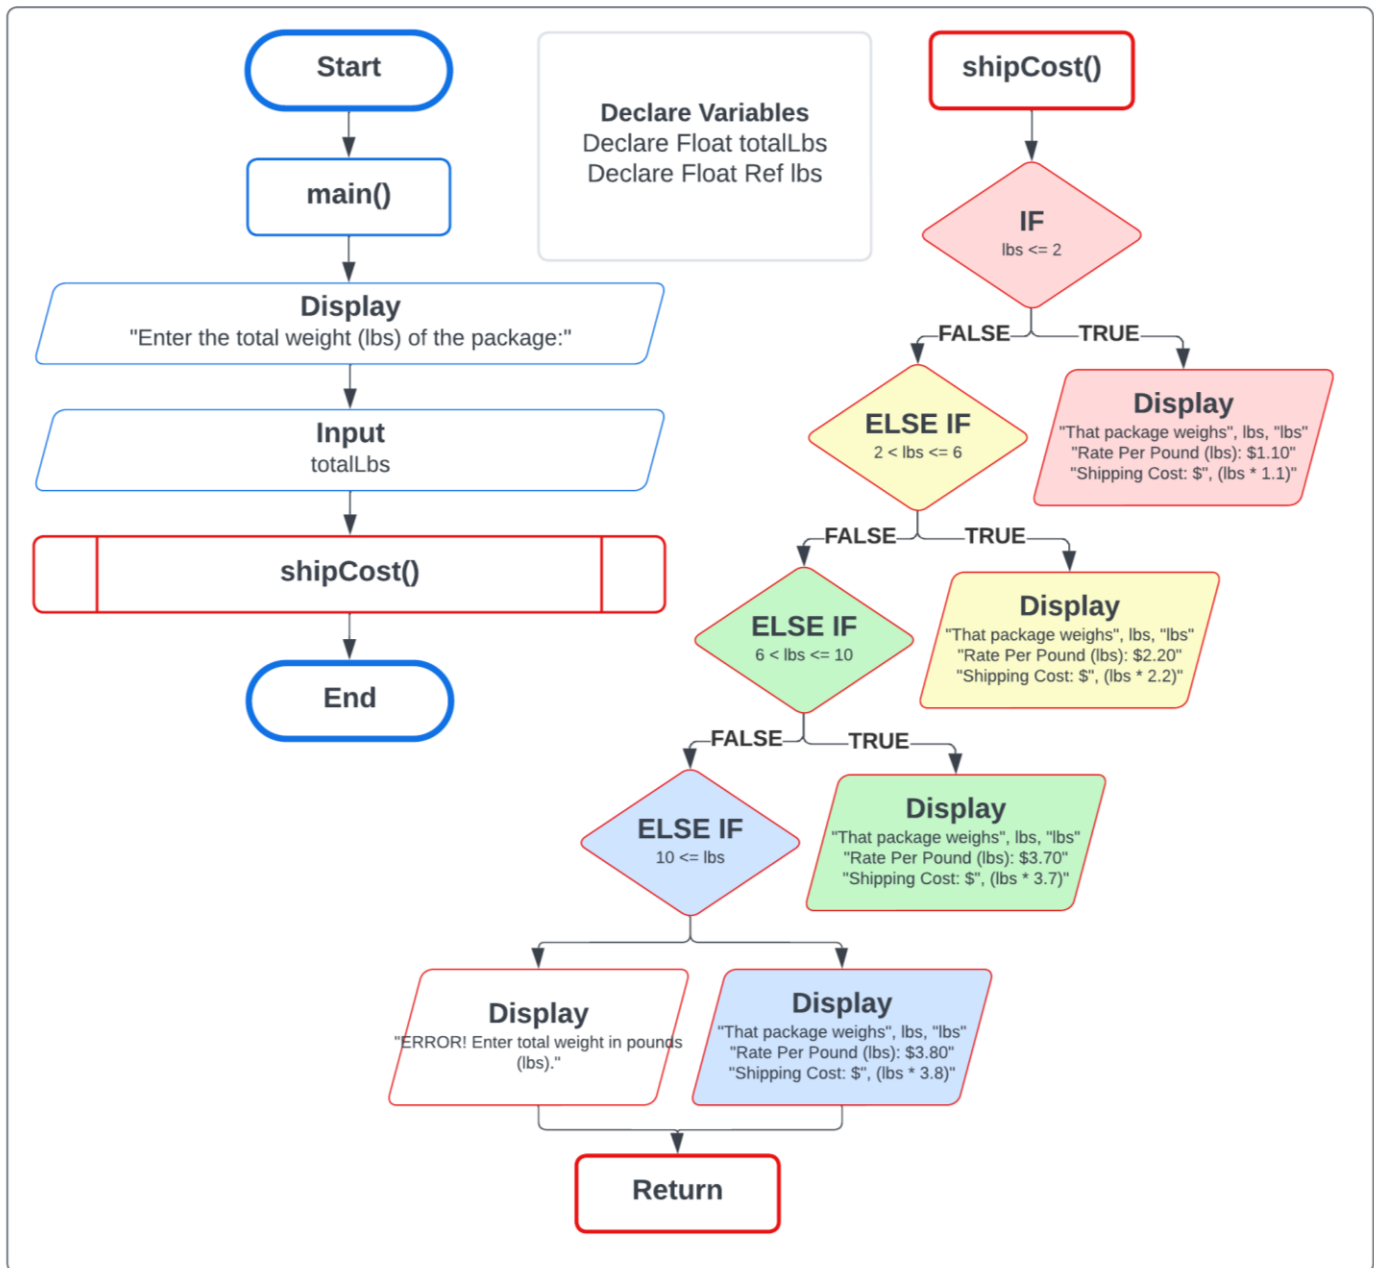 Start
main()
Display
"Enter the total weight (lbs) of the package:"
Input
totalLbs
shipCost()
End
Declare Variables
Declare Float totalLbs
Declare Float Ref lbs
shipCost()
IF
lbs <= 2
FALSE
TRUE
Display
"That package weighs", lbs, "lbs"
"Rate Per Pound (lbs): $1.10"
"Shipping Cost: $", (lbs * 1.1)"
ELSE IF
2 < lbs <= 6
FALSE
TRUE
Display
"That package weighs", lbs, "lbs"
"Rate Per Pound (lbs): $2.20"
"Shipping Cost: $", (lbs * 2.2)"
ELSE IF
6 < lbs <= 10
FALSE
TRUE
Display
"That package weighs", lbs, "lbs"
"Rate Per Pound (lbs): $3.70"
"Shipping Cost: $", (lbs * 3.7)"
ELSE IF
10 <= lbs
Display
"ERROR! Enter total weight in pounds
(lbs)."
Display
"That package weighs", lbs, "lbs"
"Rate Per Pound (lbs): $3.80"
"Shipping Cost: $", (lbs * 3.8)"
Return